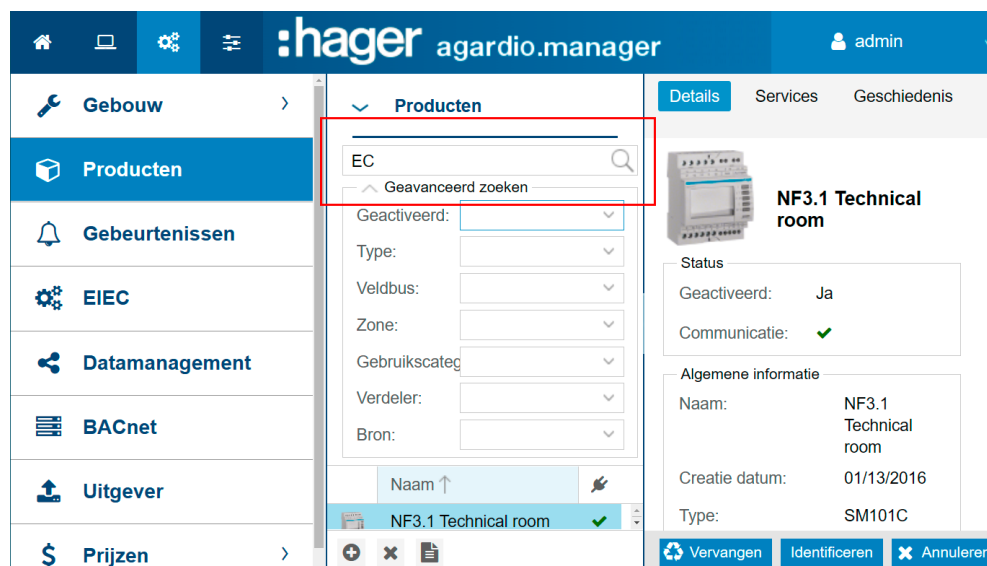 :hager agardio.manager
admin
Gebouw
Producten
Gebeurtenissen
EIEC
Datamanagement
BACnet
Uitgever
Prijzen
Producten
EC
Geavanceerd zoeken
Geactiveerd:
Type:
Veldbus:
Zone:
Gebruikscateg
Verdeler:
Bron:
Naam
NF3.1 Technical room
Details Services Geschiedenis
NF3.1 Technical
room
Status
Geactiveerd: Ja
Communicatie:
Algemene informatie
Naam: NF3.1
Technical
room
Creatie datum: 01/13/2016
Type: SM101C
Vervangen Identificeren Annuleren